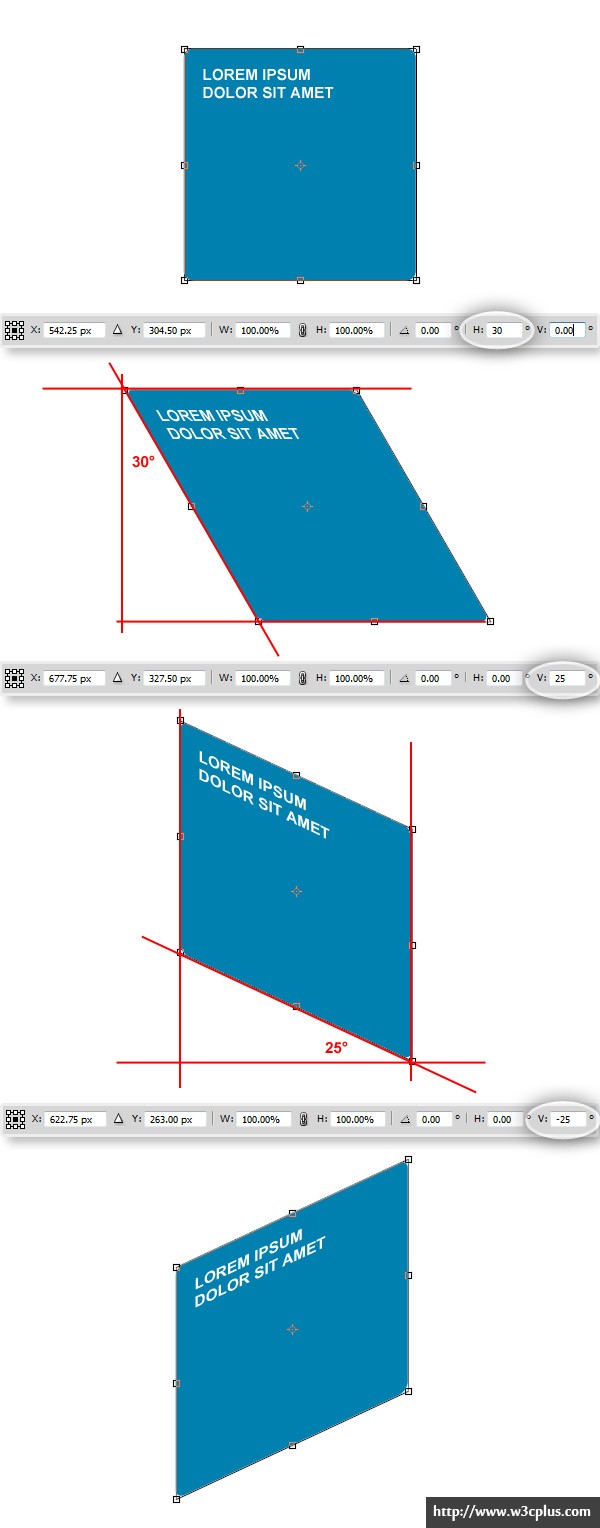 LOREM IPSUM
DOLOR SIT AMET
X: 542.25 px Y: 304.50 px W: 100.00% H: 100.00% 0.00 ° H: 30 ° V: 0.00 °
LOREM IPSUM
DOLOR SIT AMET
30°
X: 677.75 px Y: 327.50 px W: 100.00% H: 100.00% 0.00 ° H: 0.00 ° V: 25 °
LOREM IPSUM
DOLOR SIT AMET
25°
X: 622.75 px Y: 263.00 px W: 100.00% H: 100.00% 0.00 ° H: 0.00 ° V: -25 °
LOREM IPSUM
DOLOR SIT AMET
http://www.w3cplus.com